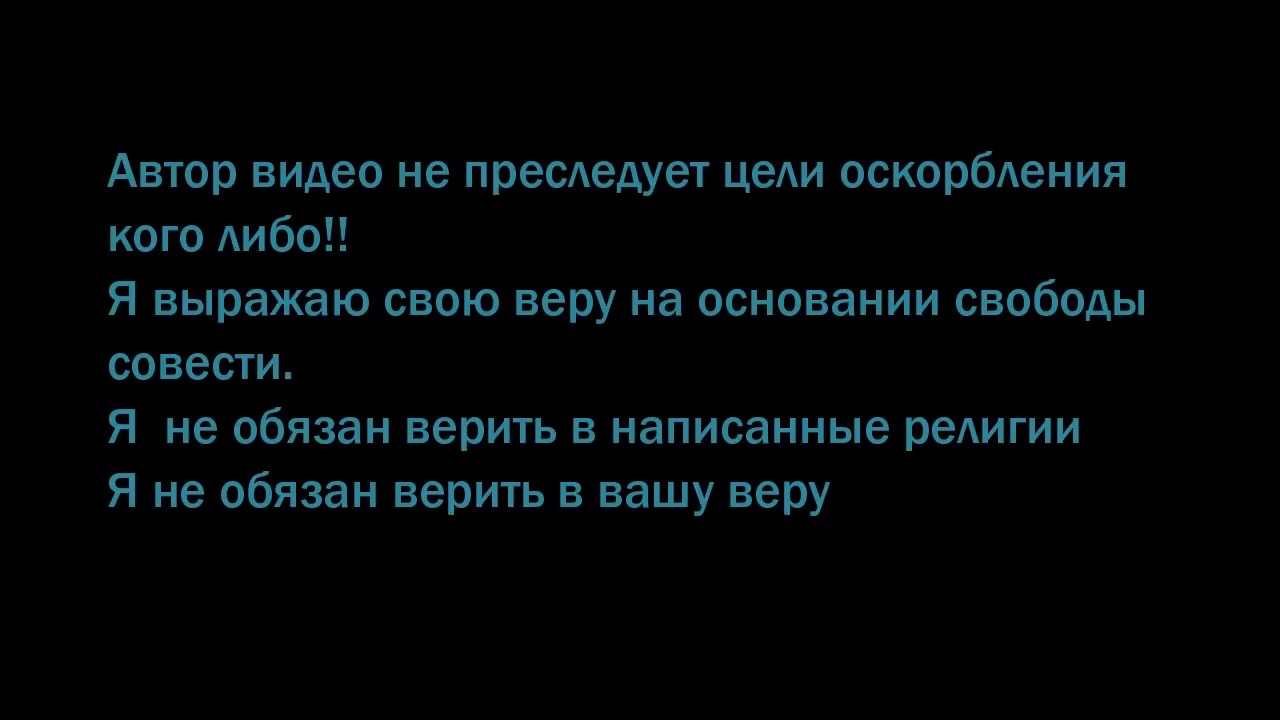 Автор видео не преследует цели оскорбления
кого либо!!
Я выражаю свою веру на основании свободы
совести.
Я  не обязан верить в написанные религии
Я не обязан верить в вашу веру